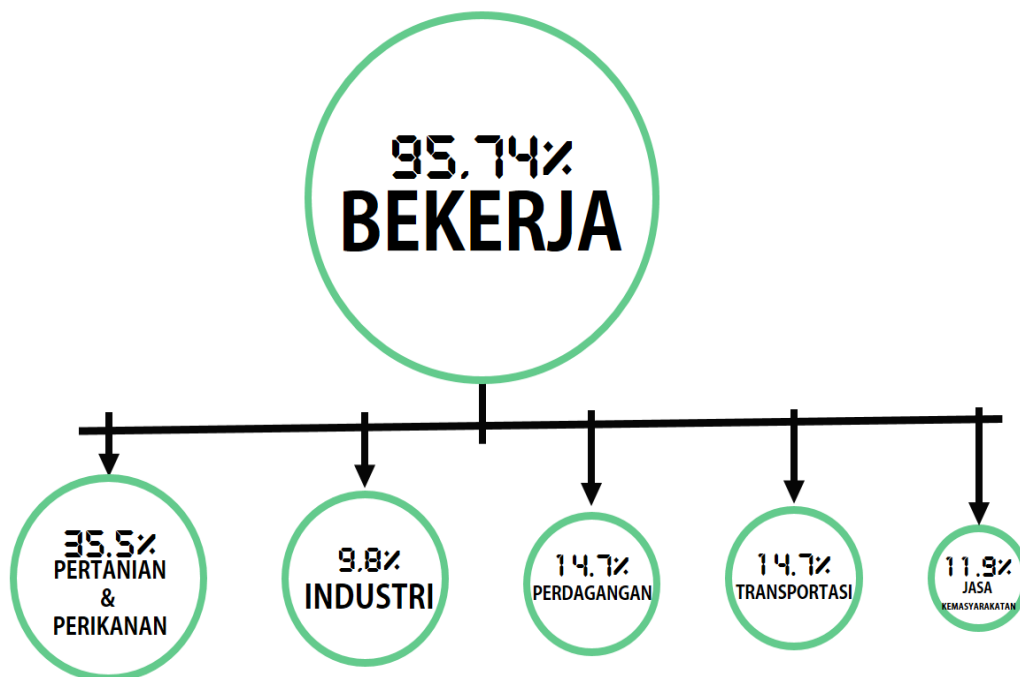 95,74%
BEKERJA
35.5%
PERTANIAN
&
PERIKANAN
9,8%
INDUSTRI
14.7%
PERDAGANGAN
14.7%
TRANSPORTASI
11.9%
JASA
KEMASYARAKATAN